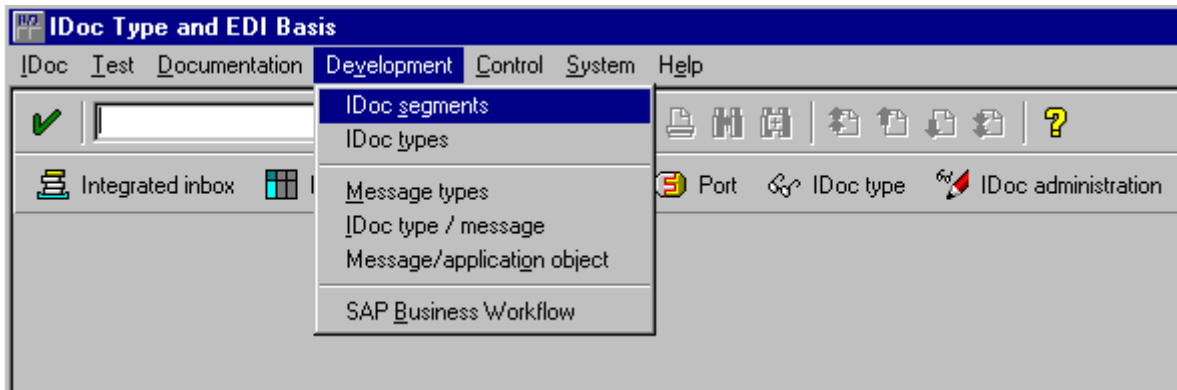 IDoc Type and EDI Basis
IDoc Test Documentation Development Control System Help
IDoc segments
IDoc types
Integrated inbox Port IDoc type IDoc administration
Message types
IDoc type / message
Message/application object
SAP Business Workflow